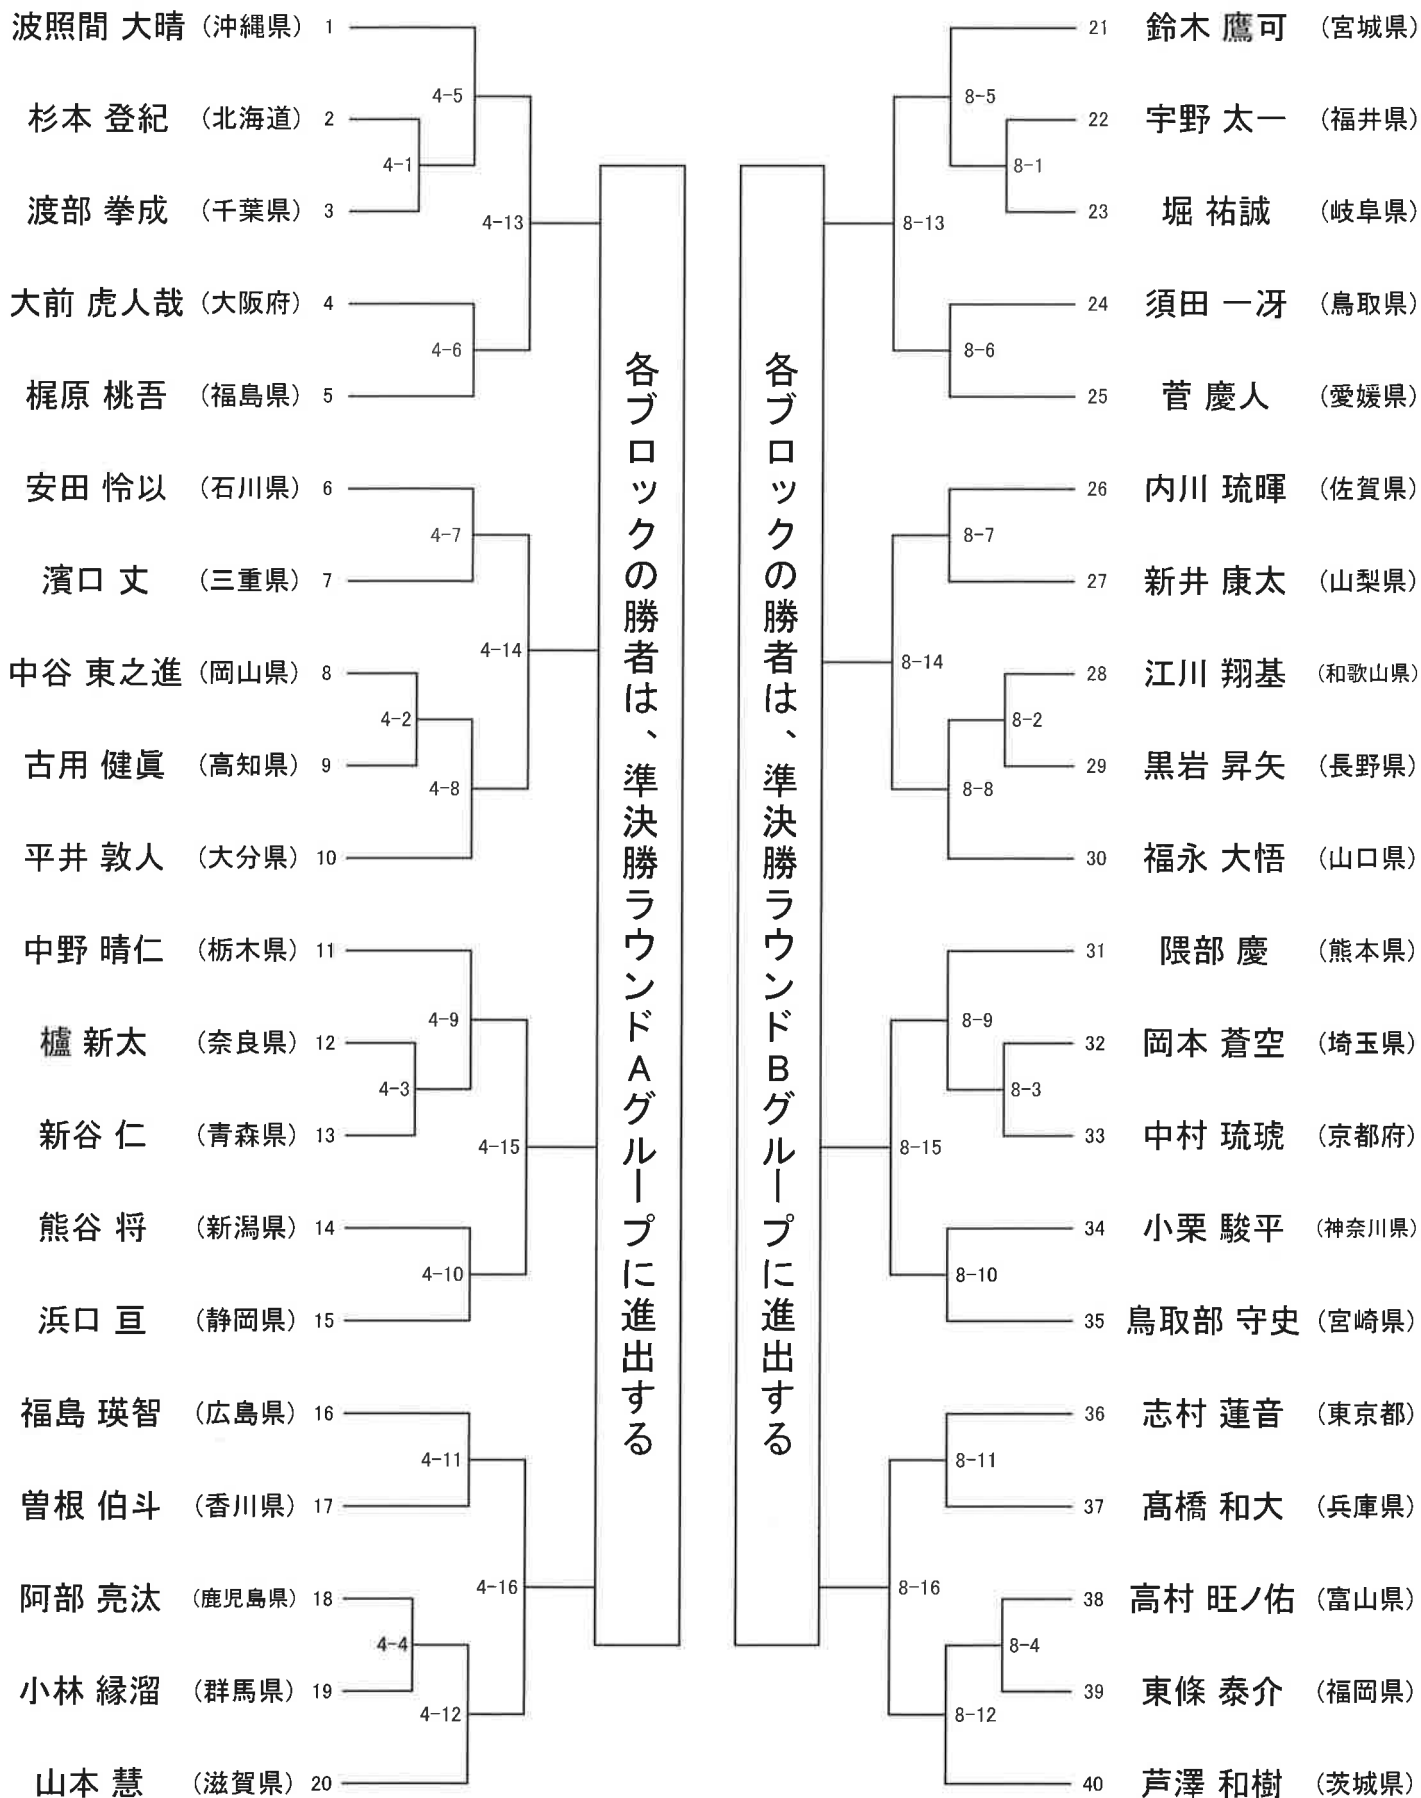 波照間 大晴 (沖縄県) 1
4-5
杉本 登紀 (北海道) 2
4-1
渡部 拳成 (千葉県) 3
4-13
大前 虎人哉 (大阪府) 4
4-6
梶原 桃吾 (福島県) 5
安田 怜以 (石川県) 6
4-7
濱口 丈 (三重県) 7
4-14
中谷 東之進 (岡山県) 8
4-2
古用 健眞 (高知県) 9
4-8
平井 敦人 (大分県) 10
中野 晴仁 (栃木県) 11
4-9
櫨 新太 (奈良県) 12
4-3
新谷 仁 (青森県) 13
4-15
熊谷 将 (新潟県) 14
4-10
浜口 亘 (静岡県) 15
福島 瑛智 (広島県) 16
4-11
曽根 伯斗 (香川県) 17
4-16
阿部 亮汰 (鹿児島県) 18
4-4
小林 縁溜 (群馬県) 19
4-12
山本 慧 (滋賀県) 20
各ブロックの勝者は、準決勝ラウンドAグループに進出する
各ブロックの勝者は、準決勝ラウンドBグループに進出する
21 鈴木 鷹可 (宮城県)
8-5
22 宇野 太一 (福井県)
8-1
23 堀 祐誠 (岐阜県)
8-13
24 須田 一冴 (鳥取県)
8-6
25 菅 慶人 (愛媛県)
26 内川 琉暉 (佐賀県)
8-7
27 新井 康太 (山梨県)
8-14
28 江川 翔基 (和歌山県)
8-2
29 黒岩 昇矢 (長野県)
8-8
30 福永 大悟 (山口県)
31 隈部 慶 (熊本県)
8-9
32 岡本 蒼空 (埼玉県)
8-3
33 中村 琉琥 (京都府)
8-15
34 小栗 駿平 (神奈川県)
8-10
35 鳥取部 守史 (宮崎県)
36 志村 蓮音 (東京都)
8-11
37 髙橋 和大 (兵庫県)
8-16
38 高村 旺ノ佑 (富山県)
8-4
39 東條 泰介 (福岡県)
8-12
40 芦澤 和樹 (茨城県)